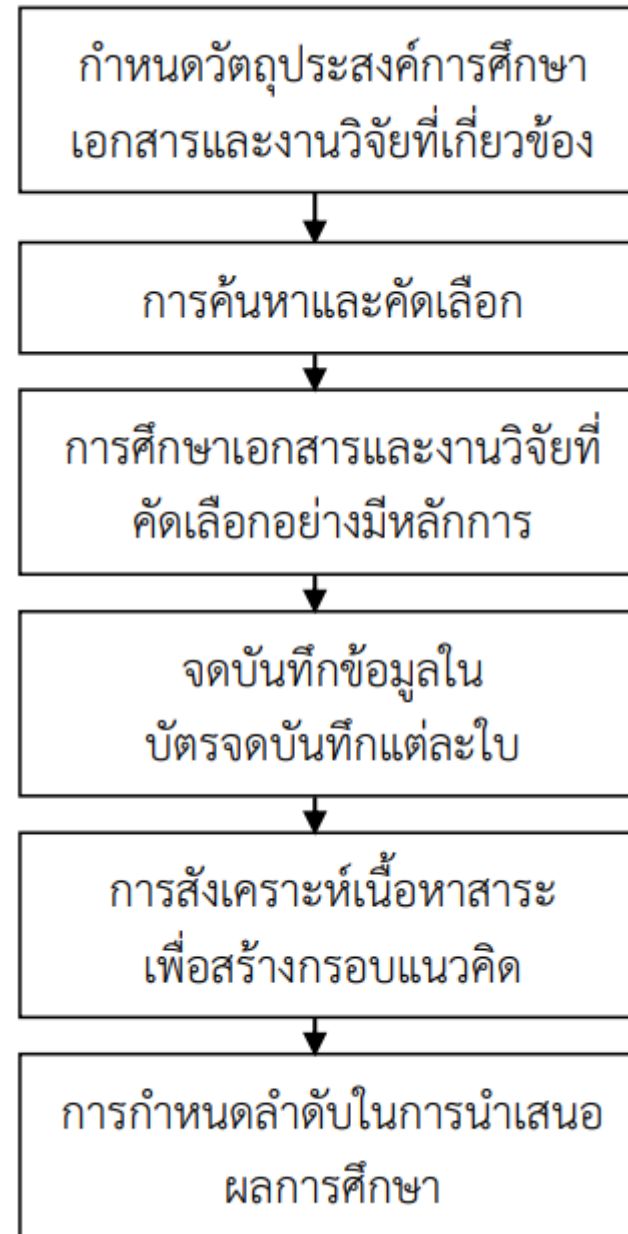 กำหนดวัตถุประสงค์การศึกษา
เอกสารและงานวิจัยที่เกี่ยวข้อง
การค้นหาและคัดเลือก
การศึกษาเอกสารและงานวิจัยที่
คัดเลือกอย่างมีหลักการ
จดบันทึกข้อมูลใน
บัตรจดบันทึกแต่ละใบ
การสังเคราะห์เนื้อหาสาระ
เพื่อสร้างกรอบแนวคิด
การกำหนดลำดับในการนำเสนอ
ผลการศึกษา